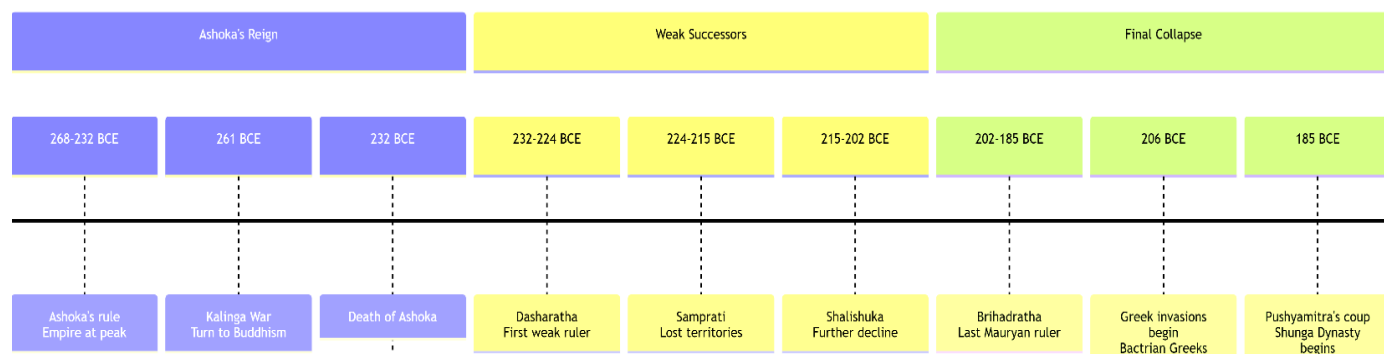 Ashoka's Reign
Weak Successors
Final Collapse
268-232 BCE
261 BCE
232 BCE
232-224 BCE
224-215 BCE
215-202 BCE
202-185 BCE
206 BCE
185 BCE
Ashoka's rule
Empire at peak
Kalinga War
Turn to Buddhism
Death of Ashoka
Dasharatha
First weak ruler
Samprati
Lost territories
Shalishuka
Further decline
Brihadratha
Last Mauryan ruler
Greek invasions
begin
Bactrian Greeks
Pushyamitra's coup
Shunga Dynasty
begins